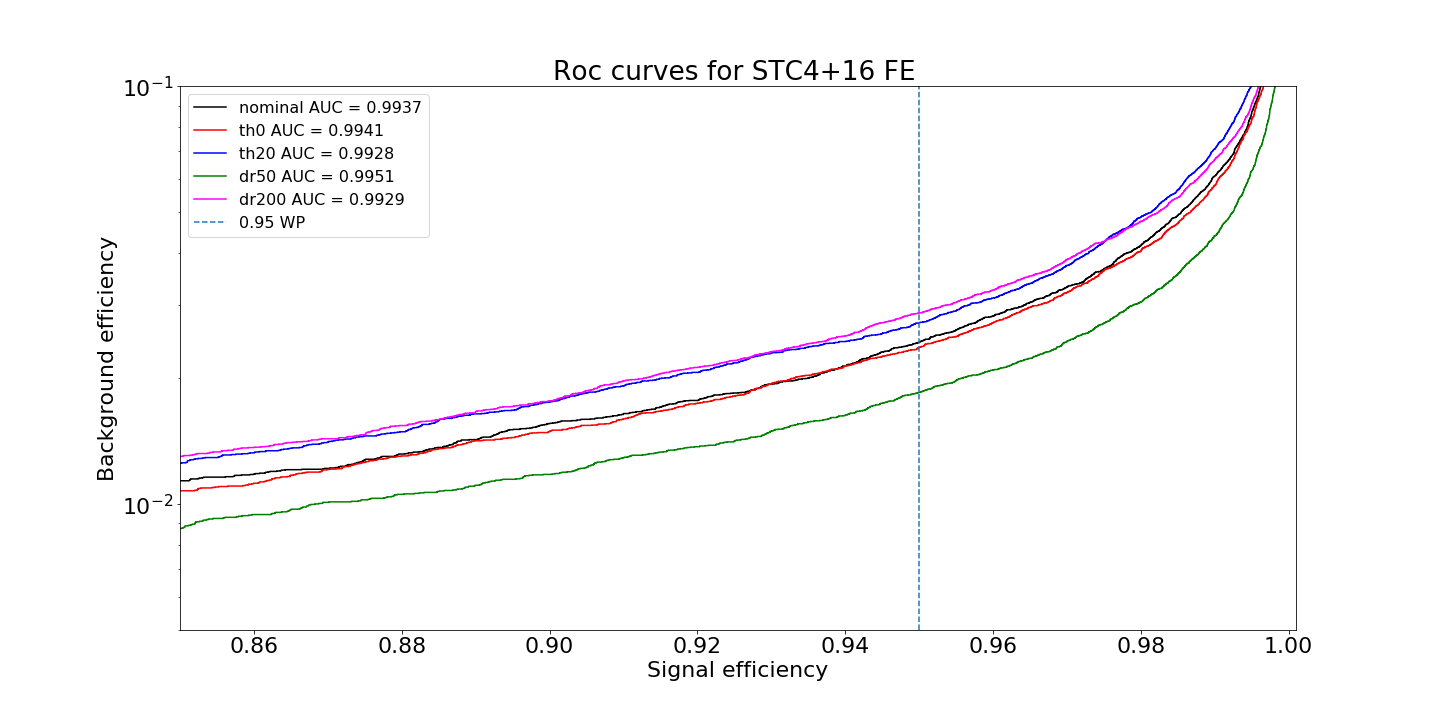 Roc curves for STC4+16 FE
10⁻¹
nominal AUC = 0.9937
th0 AUC = 0.9941
th20 AUC = 0.9928
dr50 AUC = 0.9951
dr200 AUC = 0.9929
0.95 WP
Background efficiency
10⁻²
0.86 0.88 0.90 0.92 0.94 0.96 0.98 1.00
Signal efficiency